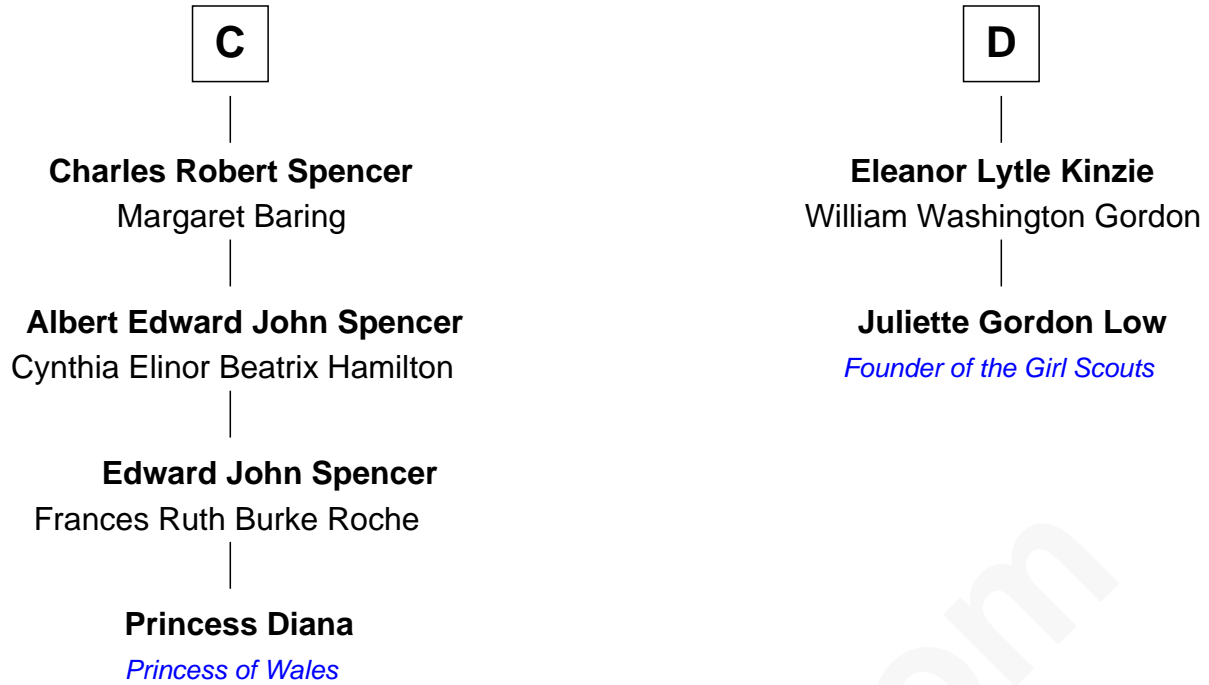 C
Charles Robert Spencer
Margaret Baring
Albert Edward John Spencer
Cynthia Elinor Beatrix Hamilton
Edward John Spencer
Frances Ruth Burke Roche
Princess Diana
Princess of Wales
D
Eleanor Lytle Kinzie
William Washington Gordon
Juliette Gordon Low
Founder of the Girl Scouts
om